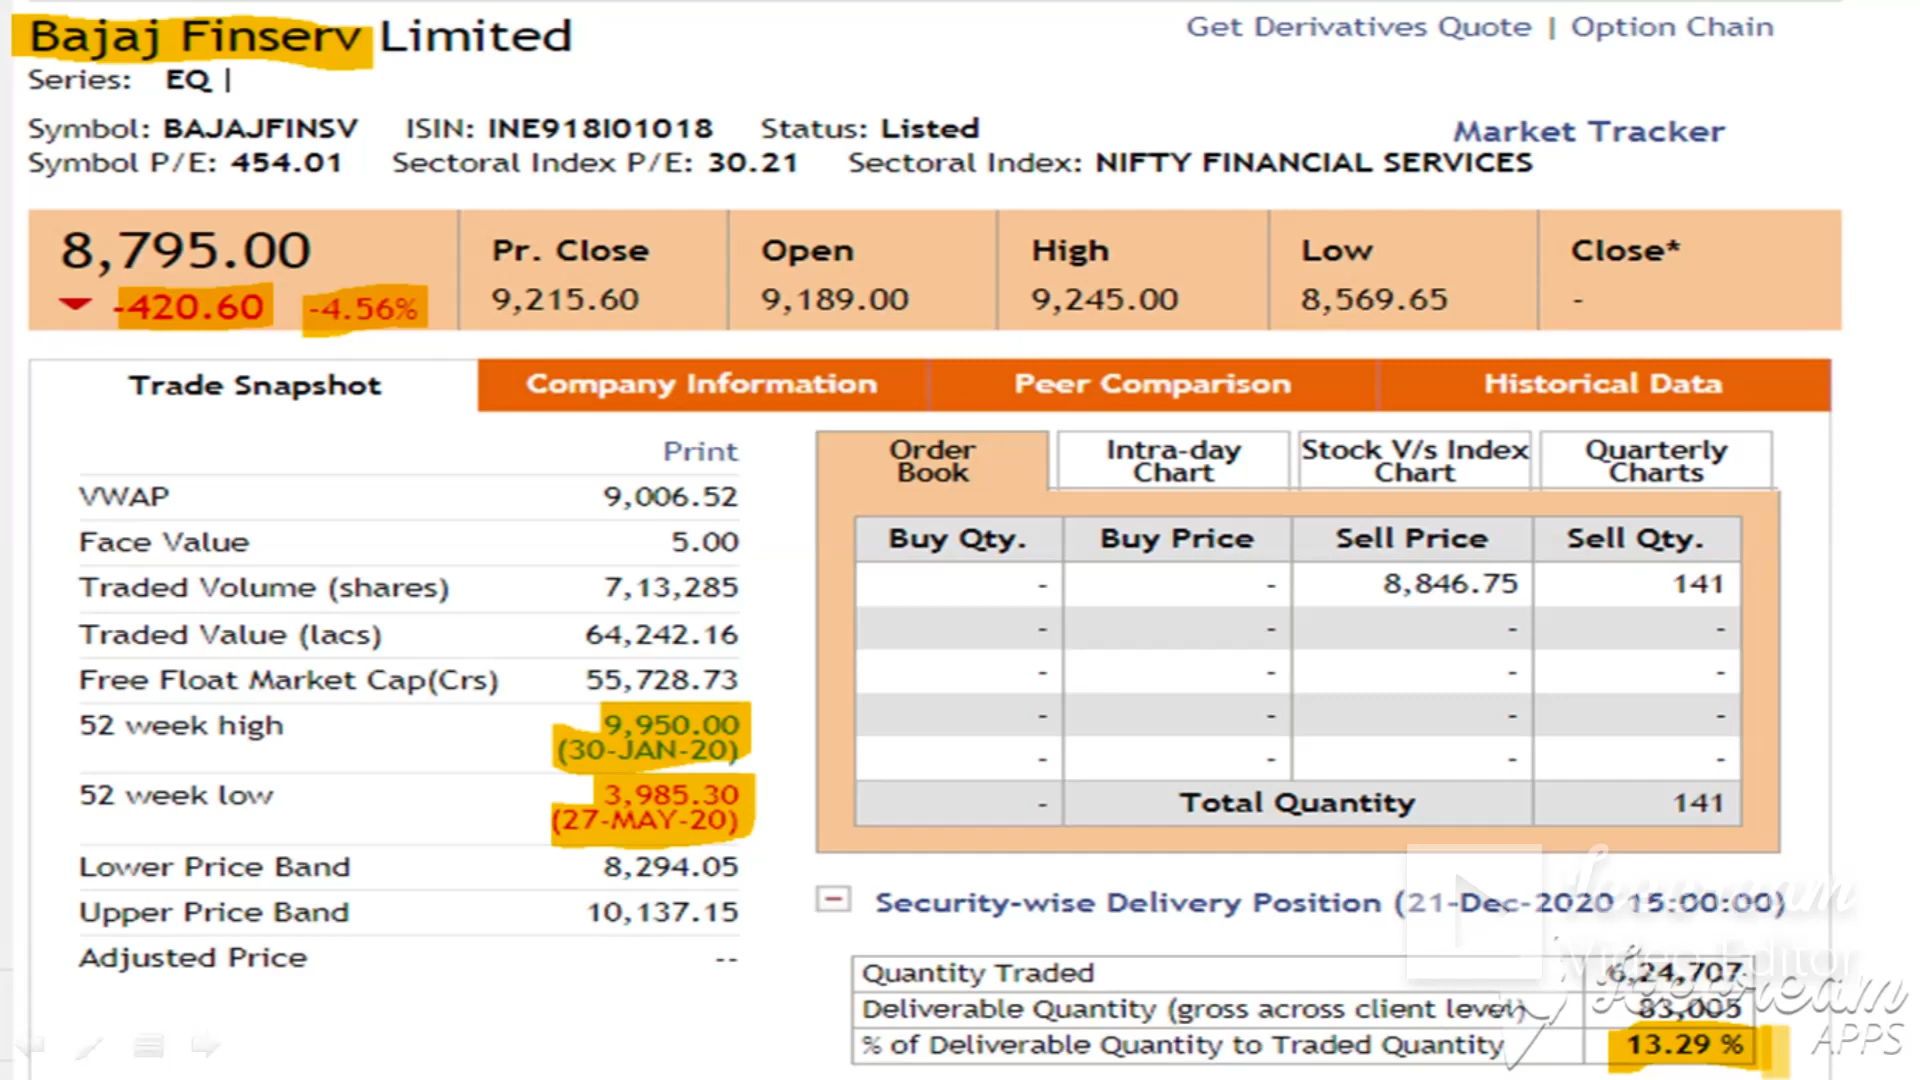 Bajaj Finserv Limited
Get Derivatives Quote | Option Chain
Series: EQ |
Symbol: BAJAJFINSV ISIN: INE918I01018 Status: Listed
Market Tracker
Symbol P/E: 454.01 Sectoral Index P/E: 30.21 Sectoral Index: NIFTY FINANCIAL SERVICES
8,795.00 Pr. Close Open High Low Close*
-420.60 -4.56% 9,215.60 9,189.00 9,245.00 8,569.65 -
Trade Snapshot Company Information Peer Comparison Historical Data
Print
VWAP 9,006.52
Face Value 5.00
Traded Volume (shares) 7,13,285
Traded Value (lacs) 64,242.16
Free Float Market Cap(Crs) 55,728.73
52 week high 9,950.00
(30-JAN-20)
52 week low 3,985.30
(27-MAY-20)
Lower Price Band 8,294.05
Upper Price Band 10,137.15
Adjusted Price --
Order Book Intra-day Chart Stock V/s Index Chart Quarterly Charts
Buy Qty. Buy Price Sell Price Sell Qty.
- - 8,846.75 141
- - - -
- - - -
- - - -
- - - -
- Total Quantity 141
Security-wise Delivery Position (21-Dec-2020 15:00:00)
Quantity Traded 6,24,707
Deliverable Quantity (gross across client level) 83,005
% of Deliverable Quantity to Traded Quantity 13.29 %
Icecream
Video Editor
Icecream
APPS